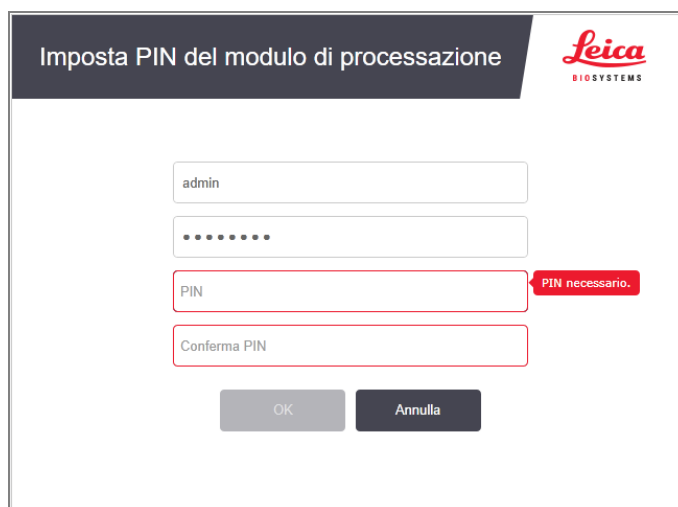 Imposta PIN del modulo di processazione
Leica
BIOSYSTEMS
admin
PIN
PIN necessario.
Conferma PIN
OK
Annulla